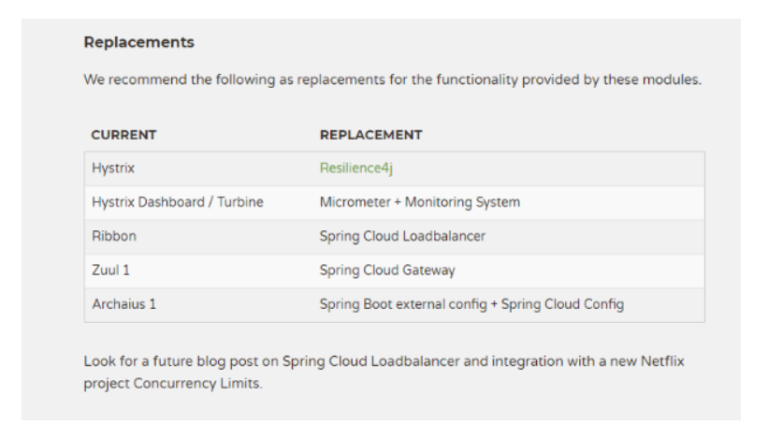 Replacements
We recommend the following as replacements for the functionality provided by these modules.
CURRENT REPLACEMENT
Hystrix Resilience4j
Hystrix Dashboard / Turbine Micrometer + Monitoring System
Ribbon Spring Cloud Loadbalancer
Zuul 1 Spring Cloud Gateway
Archaius 1 Spring Boot external config + Spring Cloud Config
Look for a future blog post on Spring Cloud Loadbalancer and integration with a new Netflix
project Concurrency Limits.